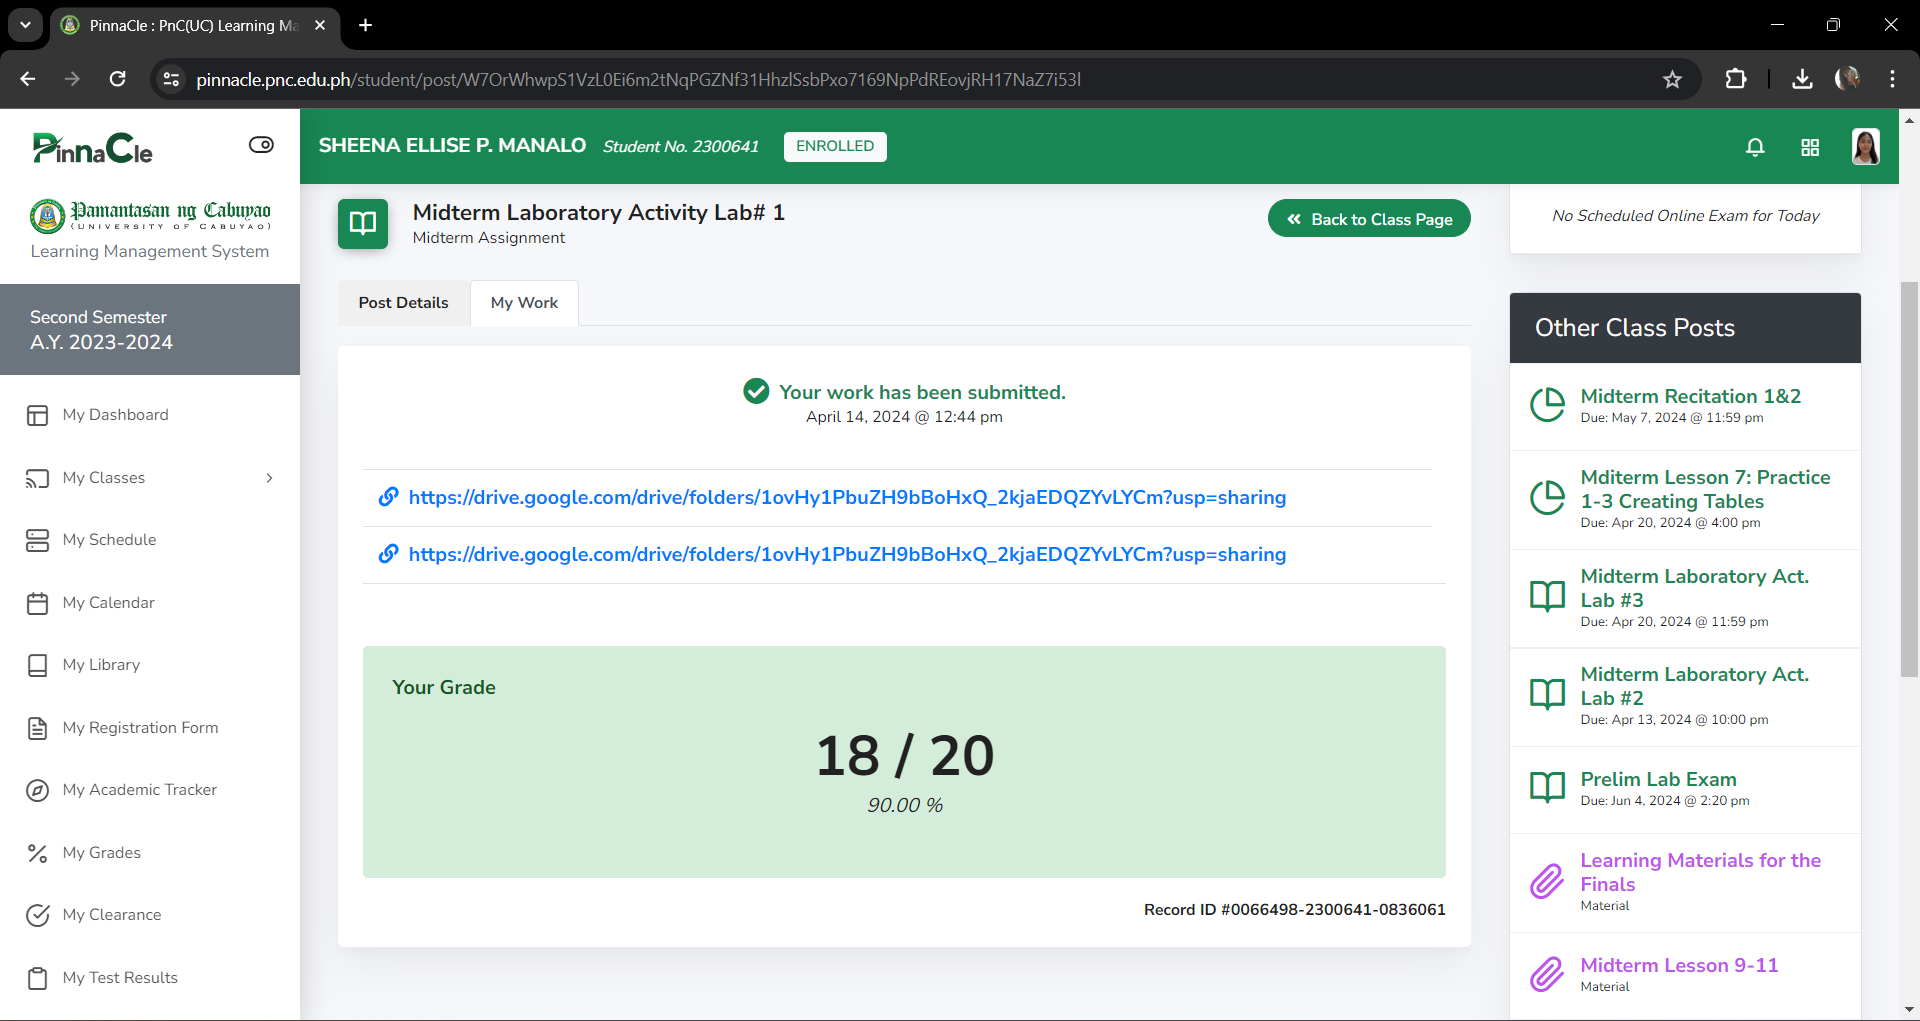 PinnaCle : PnC(UC) Learning Ma
pinnacle.pnc.edu.ph/student/post/W7OrWhwpS1VzL0Ei6m2tNqPGZNf31HhzlSsbPxo7169NpPdREovjRH17NaZ7i53l
PinnaCle
Pamantasan ng Cabuyao
(UNIVERSITY OF CABUYAO)
Learning Management System
Second Semester
A.Y. 2023-2024
My Dashboard
My Classes
My Schedule
My Calendar
My Library
My Registration Form
My Academic Tracker
My Grades
My Clearance
My Test Results
SHEENA ELLISE P. MANALO Student No. 2300641 ENROLLED
Midterm Laboratory Activity Lab# 1
Midterm Assignment
Back to Class Page
Post Details
My Work
Your work has been submitted.
April 14, 2024 @ 12:44 pm
https://drive.google.com/drive/folders/1ovHy1PbuZH9bBoHxQ_2kjaEDQZYvLYCm?usp=sharing
https://drive.google.com/drive/folders/1ovHy1PbuZH9bBoHxQ_2kjaEDQZYvLYCm?usp=sharing
Your Grade
18 / 20
90.00 %
Record ID #0066498-2300641-0836061
No Scheduled Online Exam for Today
Other Class Posts
Midterm Recitation 1&2
Due: May 7, 2024 @ 11:59 pm
Mditerm Lesson 7: Practice
1-3 Creating Tables
Due: Apr 20, 2024 @ 4:00 pm
Midterm Laboratory Act.
Lab #3
Due: Apr 20, 2024 @ 11:59 pm
Midterm Laboratory Act.
Lab #2
Due: Apr 13, 2024 @ 10:00 pm
Prelim Lab Exam
Due: Jun 4, 2024 @ 2:20 pm
Learning Materials for the
Finals
Material
Midterm Lesson 9-11
Material